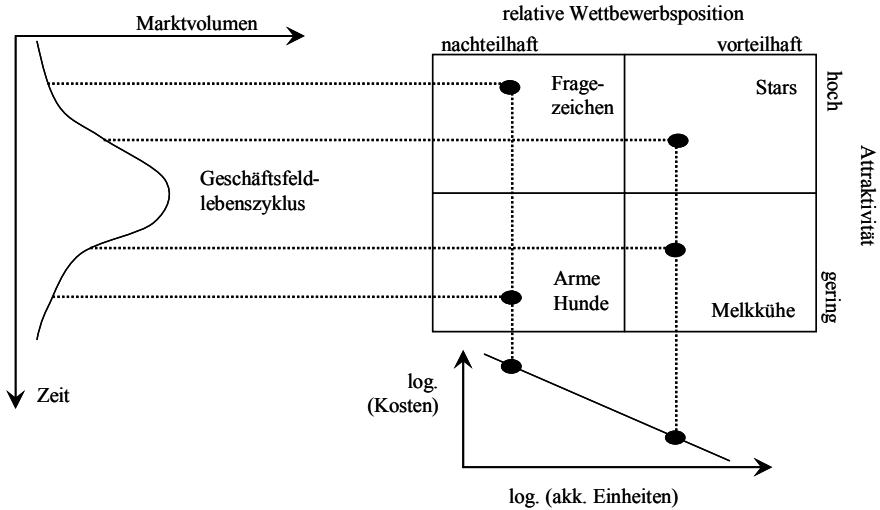 relative Wettbewerbsposition
Marktvolumen
nachteilhaft
vorteilhaft
Frage-
zeichen
Stars
hoch
Attraktivität
Geschäftsfeld-
lebenszyklus
Arme
Hunde
Melkkühe
gering
Zeit
log.
(Kosten)
log. (akk. Einheiten)